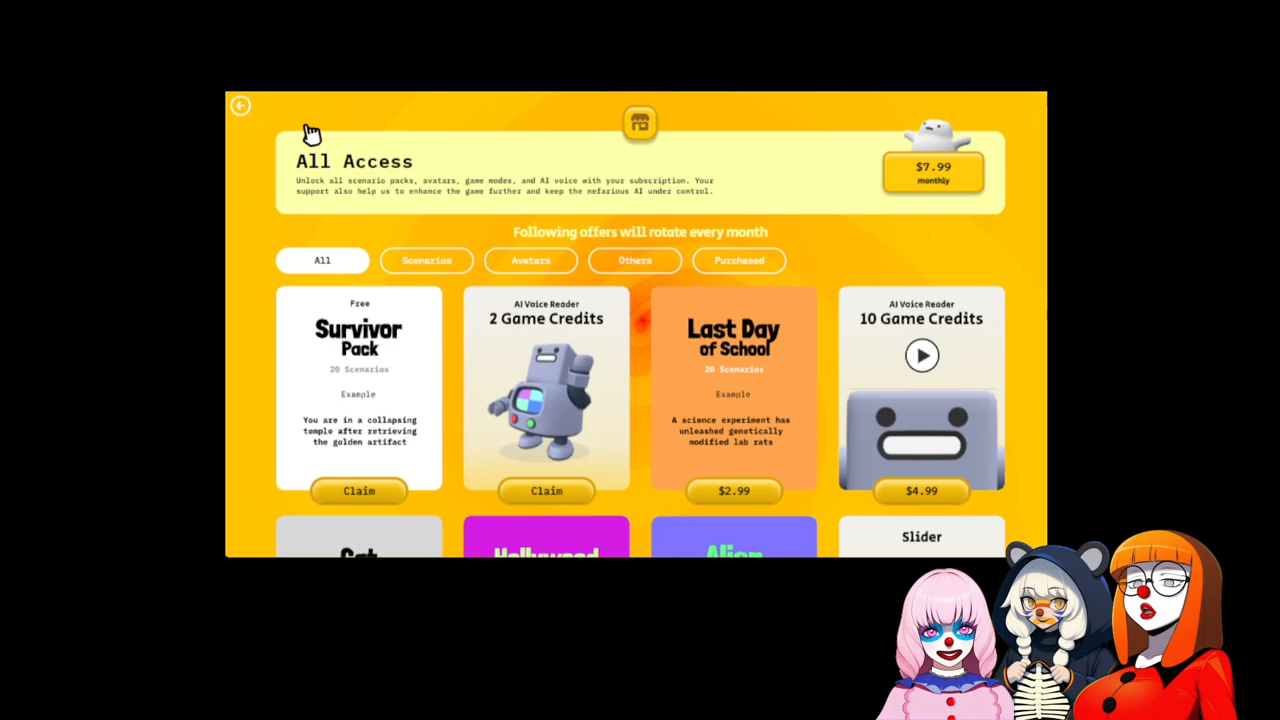 All Access
Unlock all scenario packs, avatars, game modes, and AI voice with your subscription. Your
support also help us to enhance the game further and keep the nefarious AI under control.
$7.99
monthly
Following offers will rotate every month
All
Scenarios
Avatars
Others
Purchased
Free
Survivor
Pack
20 Scenarios
Example
You are in a collapsing
temple after retrieving
the golden artifact
Claim
AI Voice Reader
2 Game Credits
Claim
Last Day
of School
20 Scenarios
Example
A science experiment has
unleashed genetically
modified lab rats
$2.99
AI Voice Reader
10 Game Credits
$4.99
Cat
Hollywood
Alien
Slider